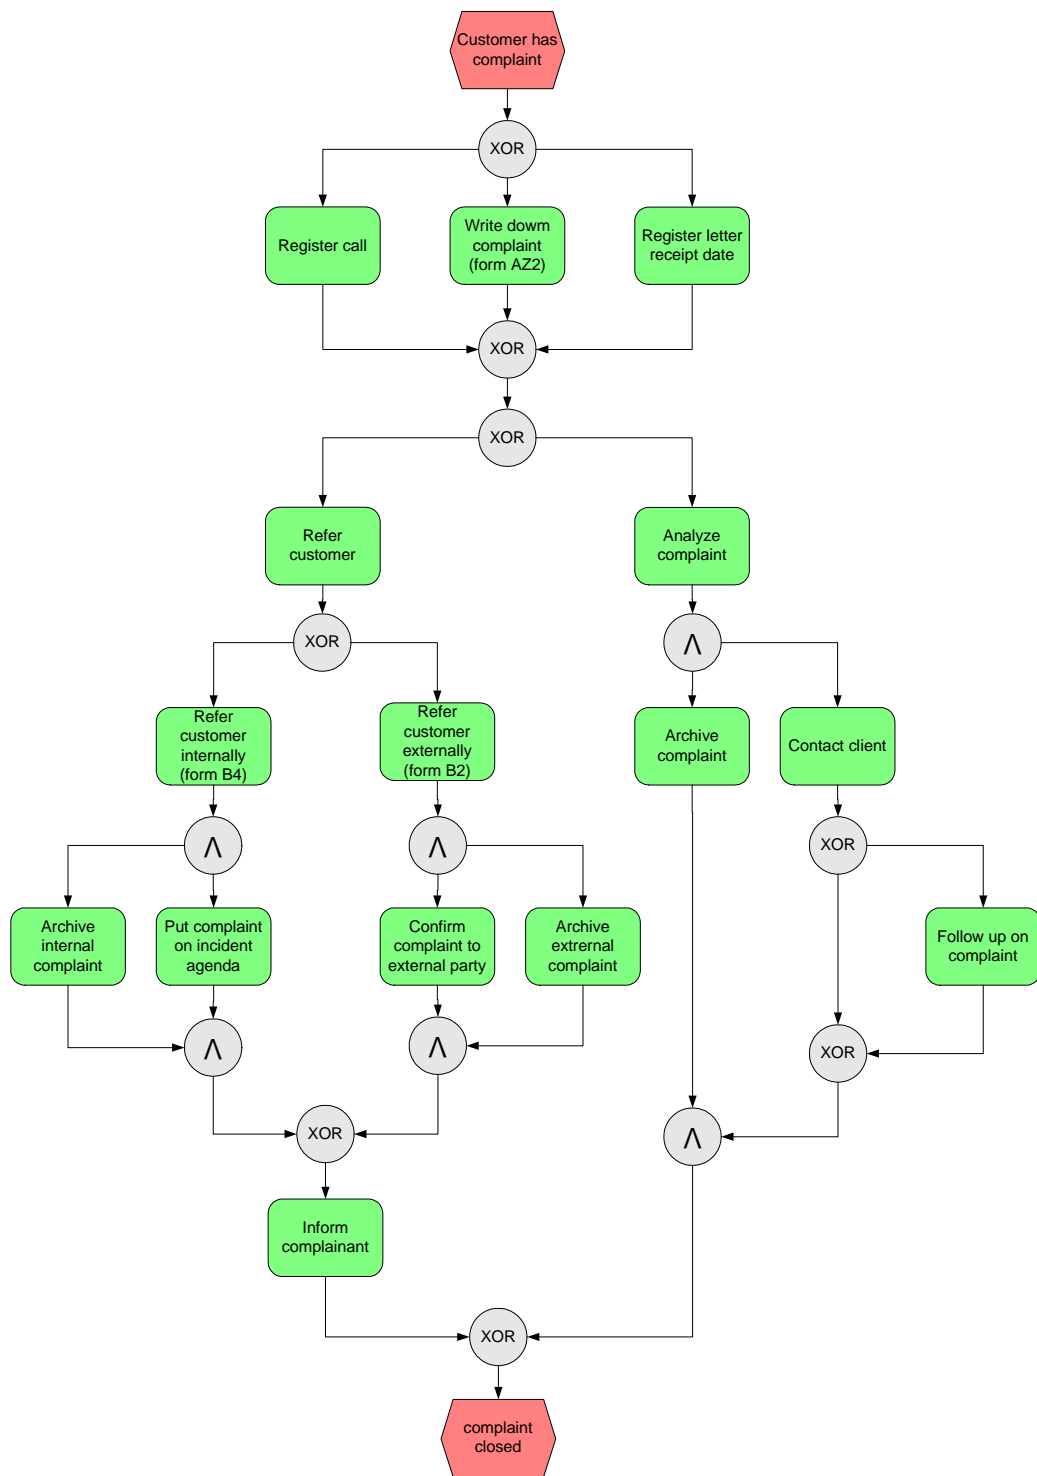 Customer has
complaint
XOR
Register call
Write dowm
complaint
(form AZ2)
Register letter
receipt date
XOR
XOR
Refer
customer
Analyze
complaint
XOR
Λ
Refer
customer
internally
(form B4)
Refer
customer
externally
(form B2)
Archive
complaint
Contact client
Λ
Λ
XOR
Archive
internal
complaint
Put complaint
on incident
agenda
Confirm
complaint to
external party
Archive
extrernal
complaint
Follow up on
complaint
Λ
Λ
XOR
XOR
Λ
Inform
complainant
XOR
complaint
closed